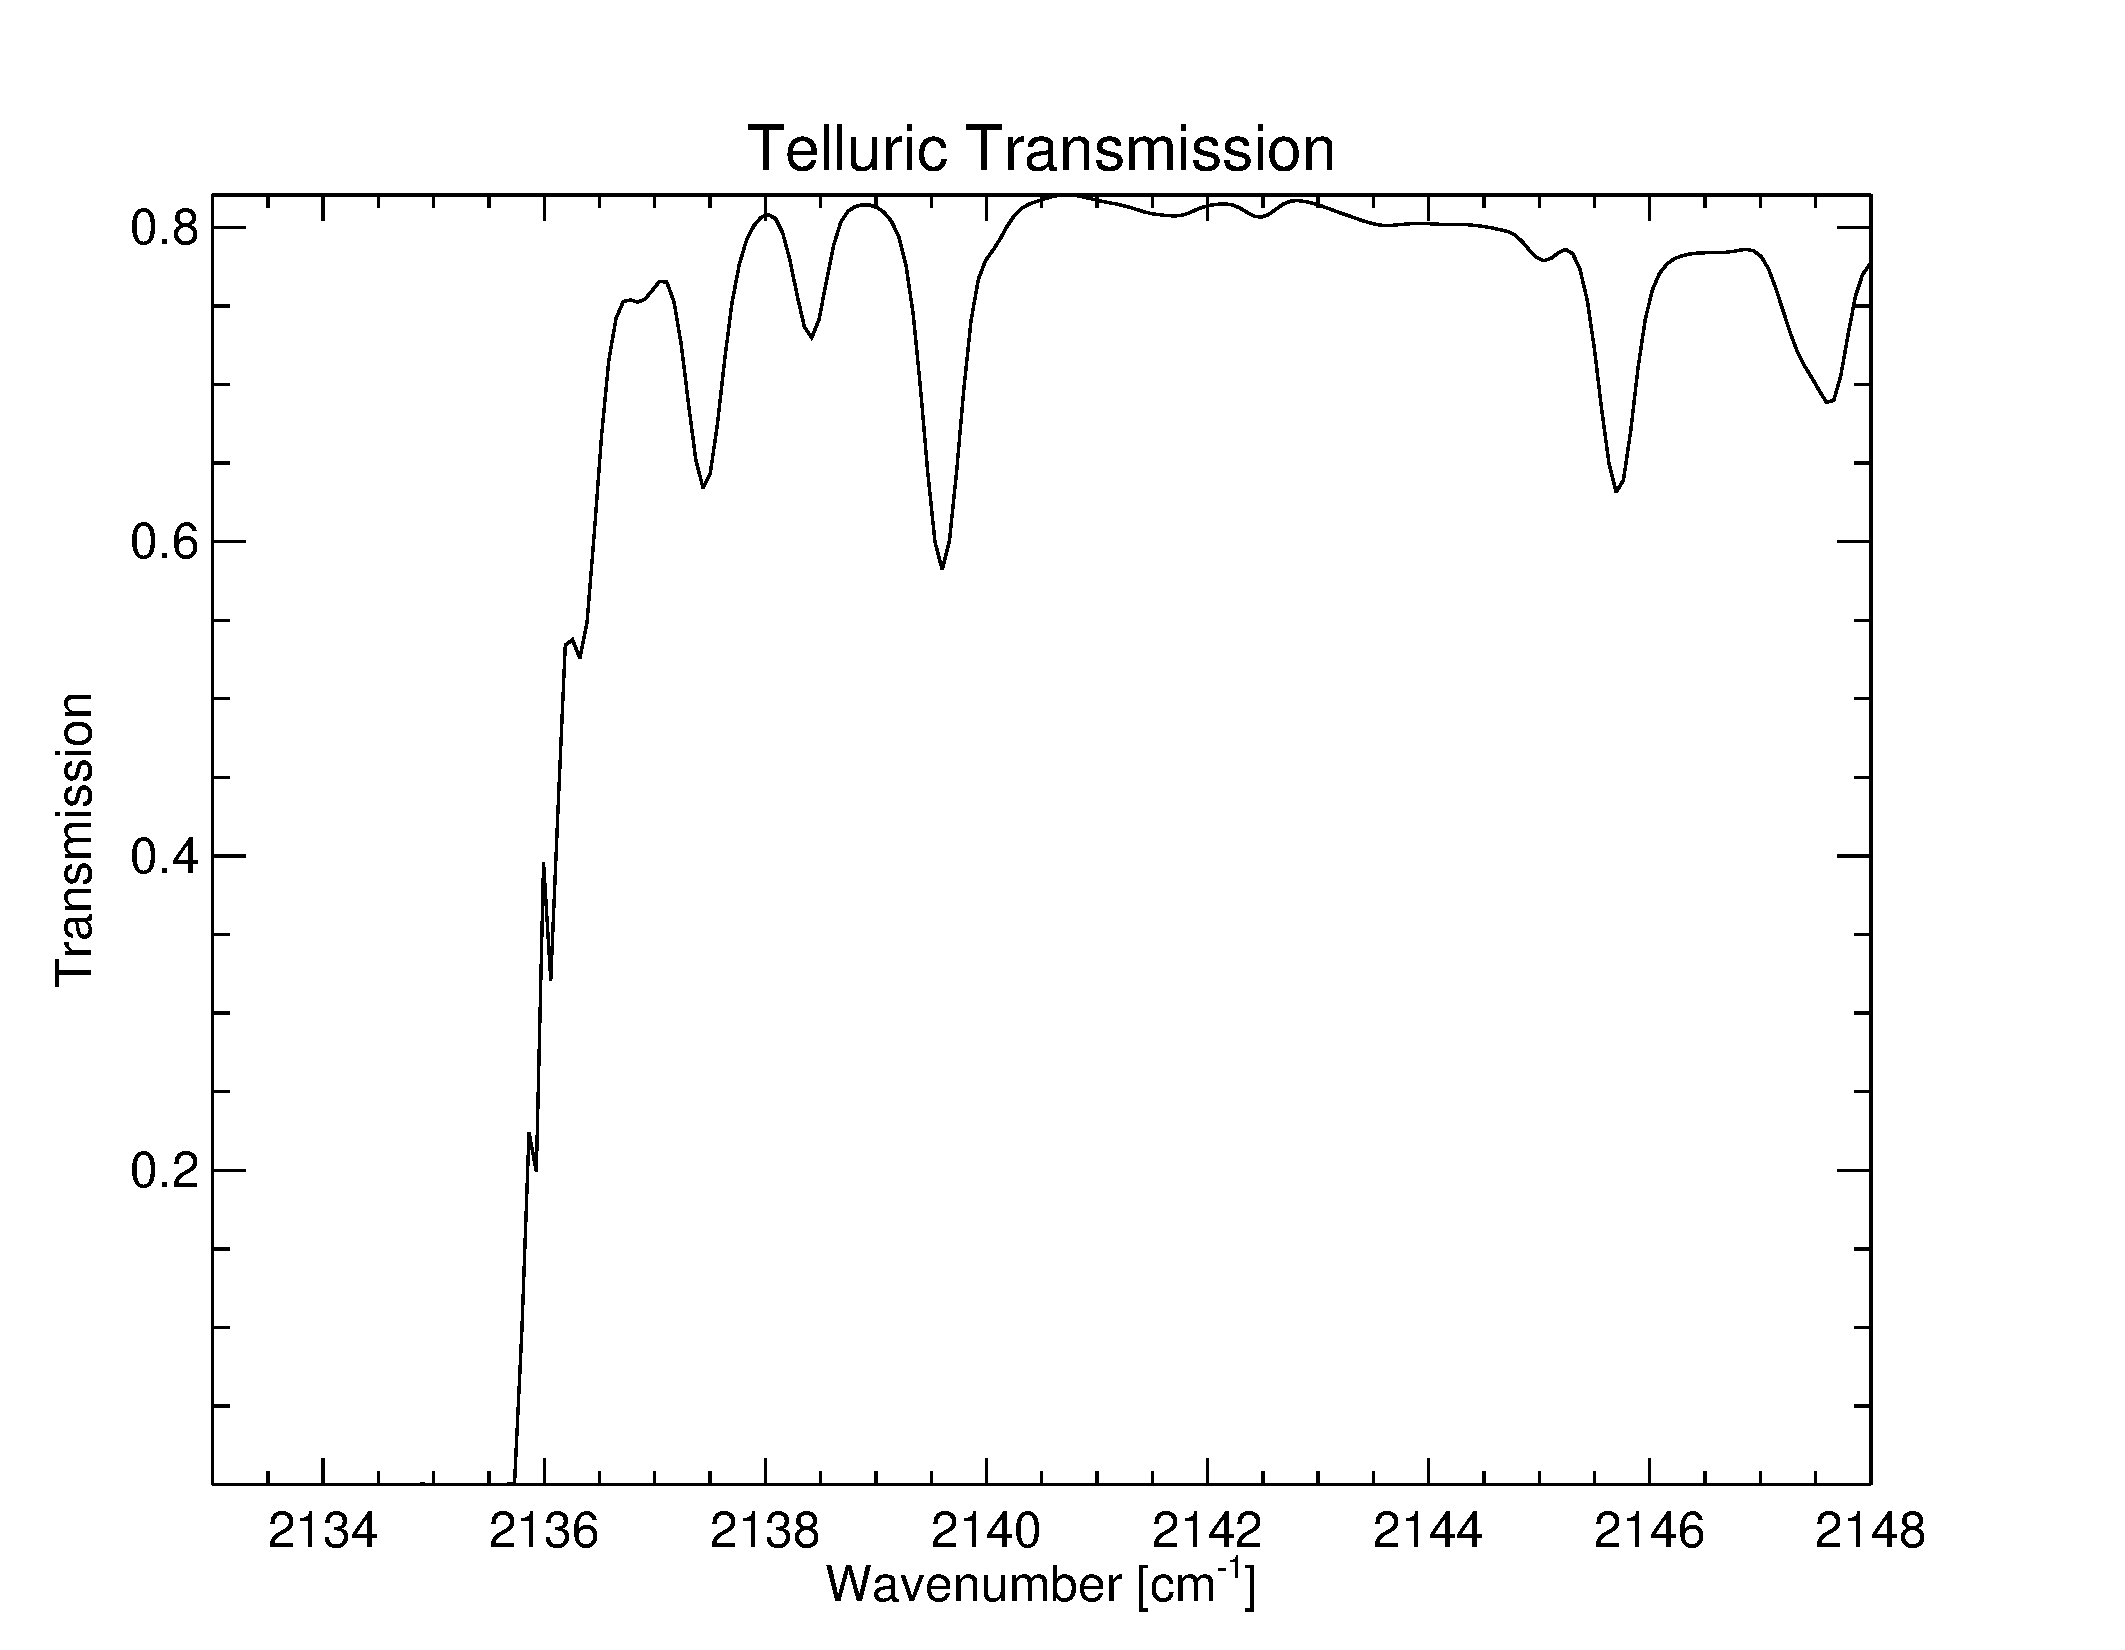 Telluric Transmission
0.8
0.6
0.4
0.2
Transmission
2134 2136 2138 2140 2142 2144 2146 2148
Wavenumber [cm-1]